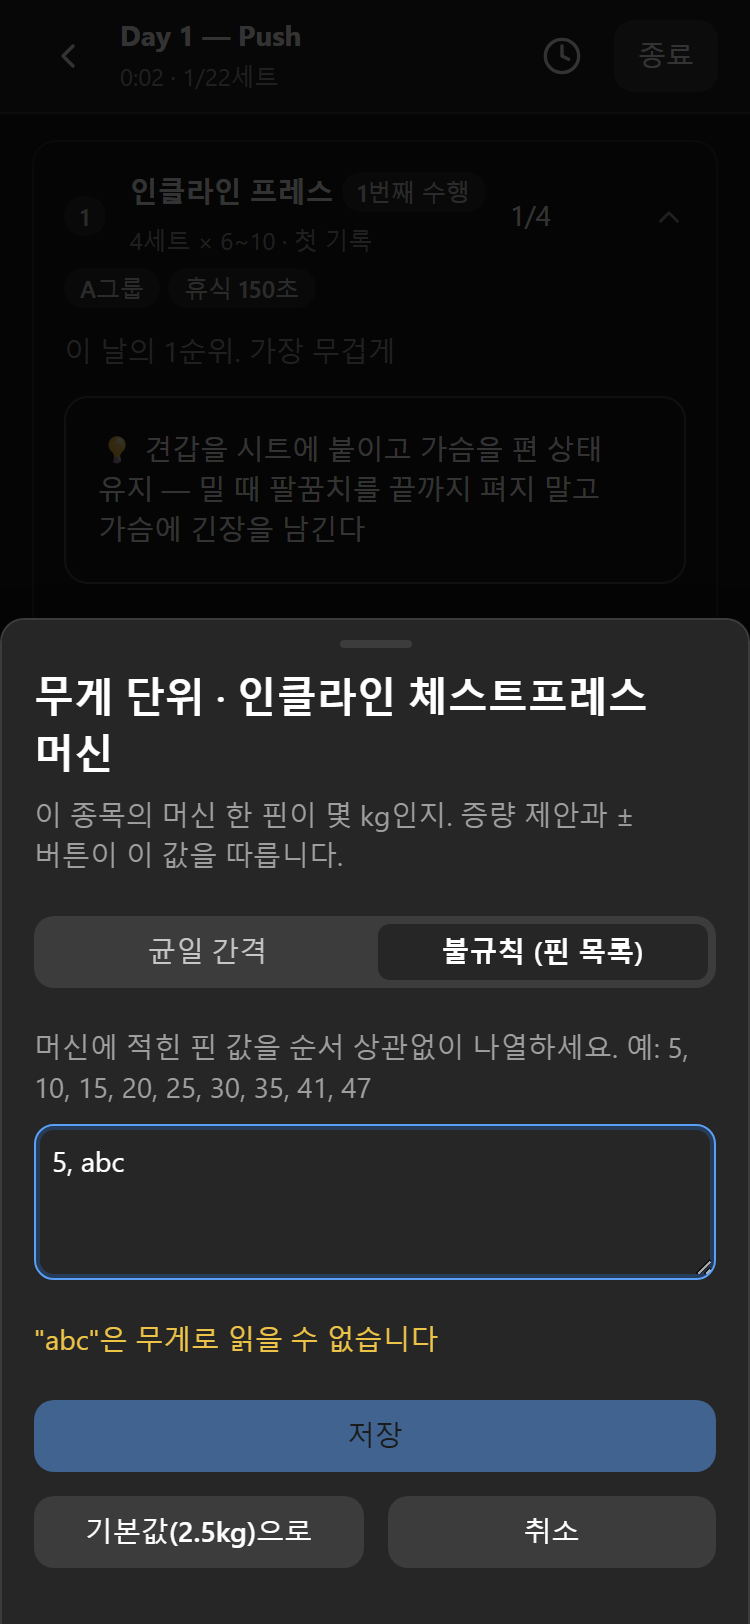 Day 1 — Push
0:02 · 1/22세트
종료
1
인클라인 프레스
1번째 수행
4세트 × 6~10 · 첫 기록
1/4
A그룹
휴식 150초
이 날의 1순위. 가장 무겁게
💡 견갑을 시트에 붙이고 가슴을 편 상태
유지 — 밀 때 팔꿈치를 끝까지 펴지 말고
가슴에 긴장을 남긴다
무게 단위 · 인클라인 체스트프레스
머신
이 종목의 머신 한 핀이 몇 kg인지. 증량 제안과 ±
버튼이 이 값을 따릅니다.
균일 간격
불규칙 (핀 목록)
머신에 적힌 핀 값을 순서 상관없이 나열하세요. 예: 5,
10, 15, 20, 25, 30, 35, 41, 47
5, abc
"abc"은 무게로 읽을 수 없습니다
저장
기본값(2.5kg)으로
취소